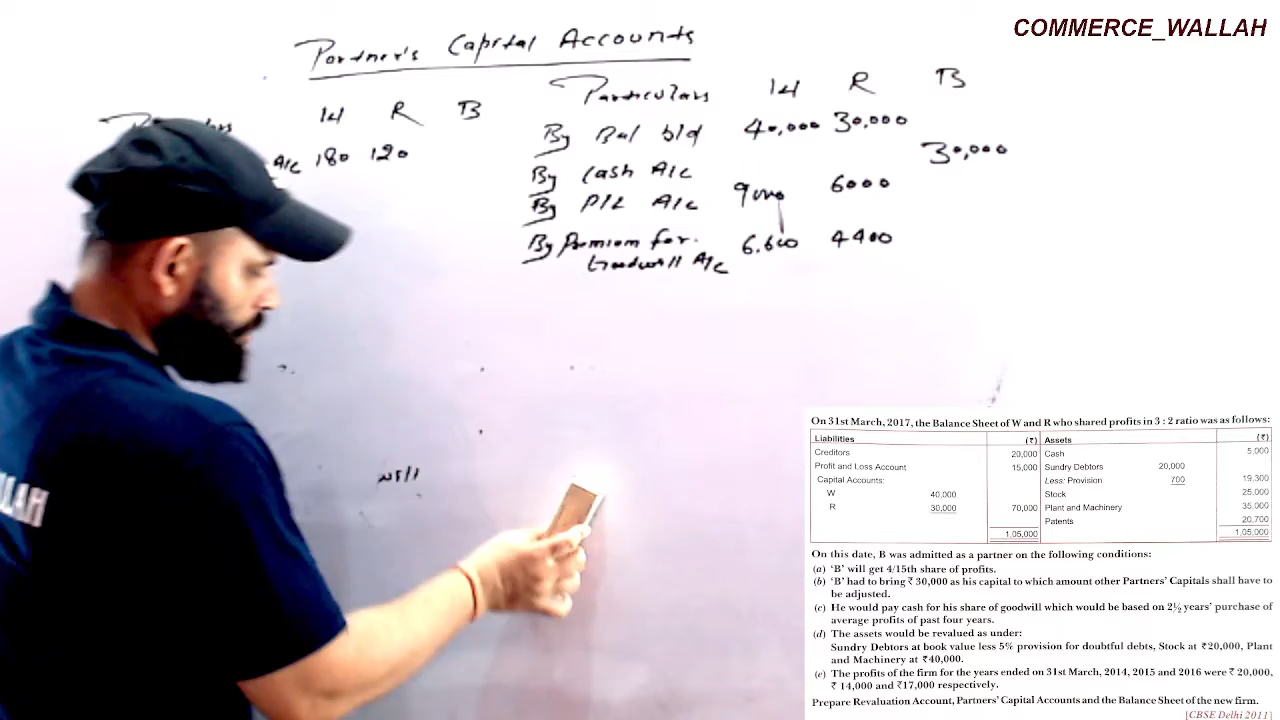 COMMERCE_WALLAH
Partner's Capital Accounts
W R B
A/c 180 120
Particulars W R B
By Bal b/d 40,000 30,000
By Cash A/c 30,000
By P/L A/c 9000 6000
By Premium for 6,600 4400
Goodwill A/c
LLAH
On 31st March, 2017, the Balance Sheet of W and R who shared profits in 3 : 2 ratio was as follows:
Liabilities (₹) Assets (₹)
Creditors 20,000 Cash 5,000
Profit and Loss Account 15,000 Sundry Debtors 20,000
Capital Accounts: Less: Provision 700 19,300
W 40,000 Stock 25,000
R 30,000 70,000 Plant and Machinery 35,000
Patents 20,700
1,05,000 1,05,000
On this date, B was admitted as a partner on the following conditions:
(a) 'B' will get 4/15th share of profits.
(b) 'B' had to bring ₹ 30,000 as his capital to which amount other Partners' Capitals shall have to
be adjusted.
(c) He would pay cash for his share of goodwill which would be based on 2½ years' purchase of
average profits of past four years.
(d) The assets would be revalued as under:
Sundry Debtors at book value less 5% provision for doubtful debts, Stock at ₹20,000, Plant
and Machinery at ₹40,000.
(e) The profits of the firm for the years ended on 31st March, 2014, 2015 and 2016 were ₹ 20,000,
₹ 14,000 and ₹17,000 respectively.
Prepare Revaluation Account, Partners' Capital Accounts and the Balance Sheet of the new firm.
[CBSE Delhi 2011]